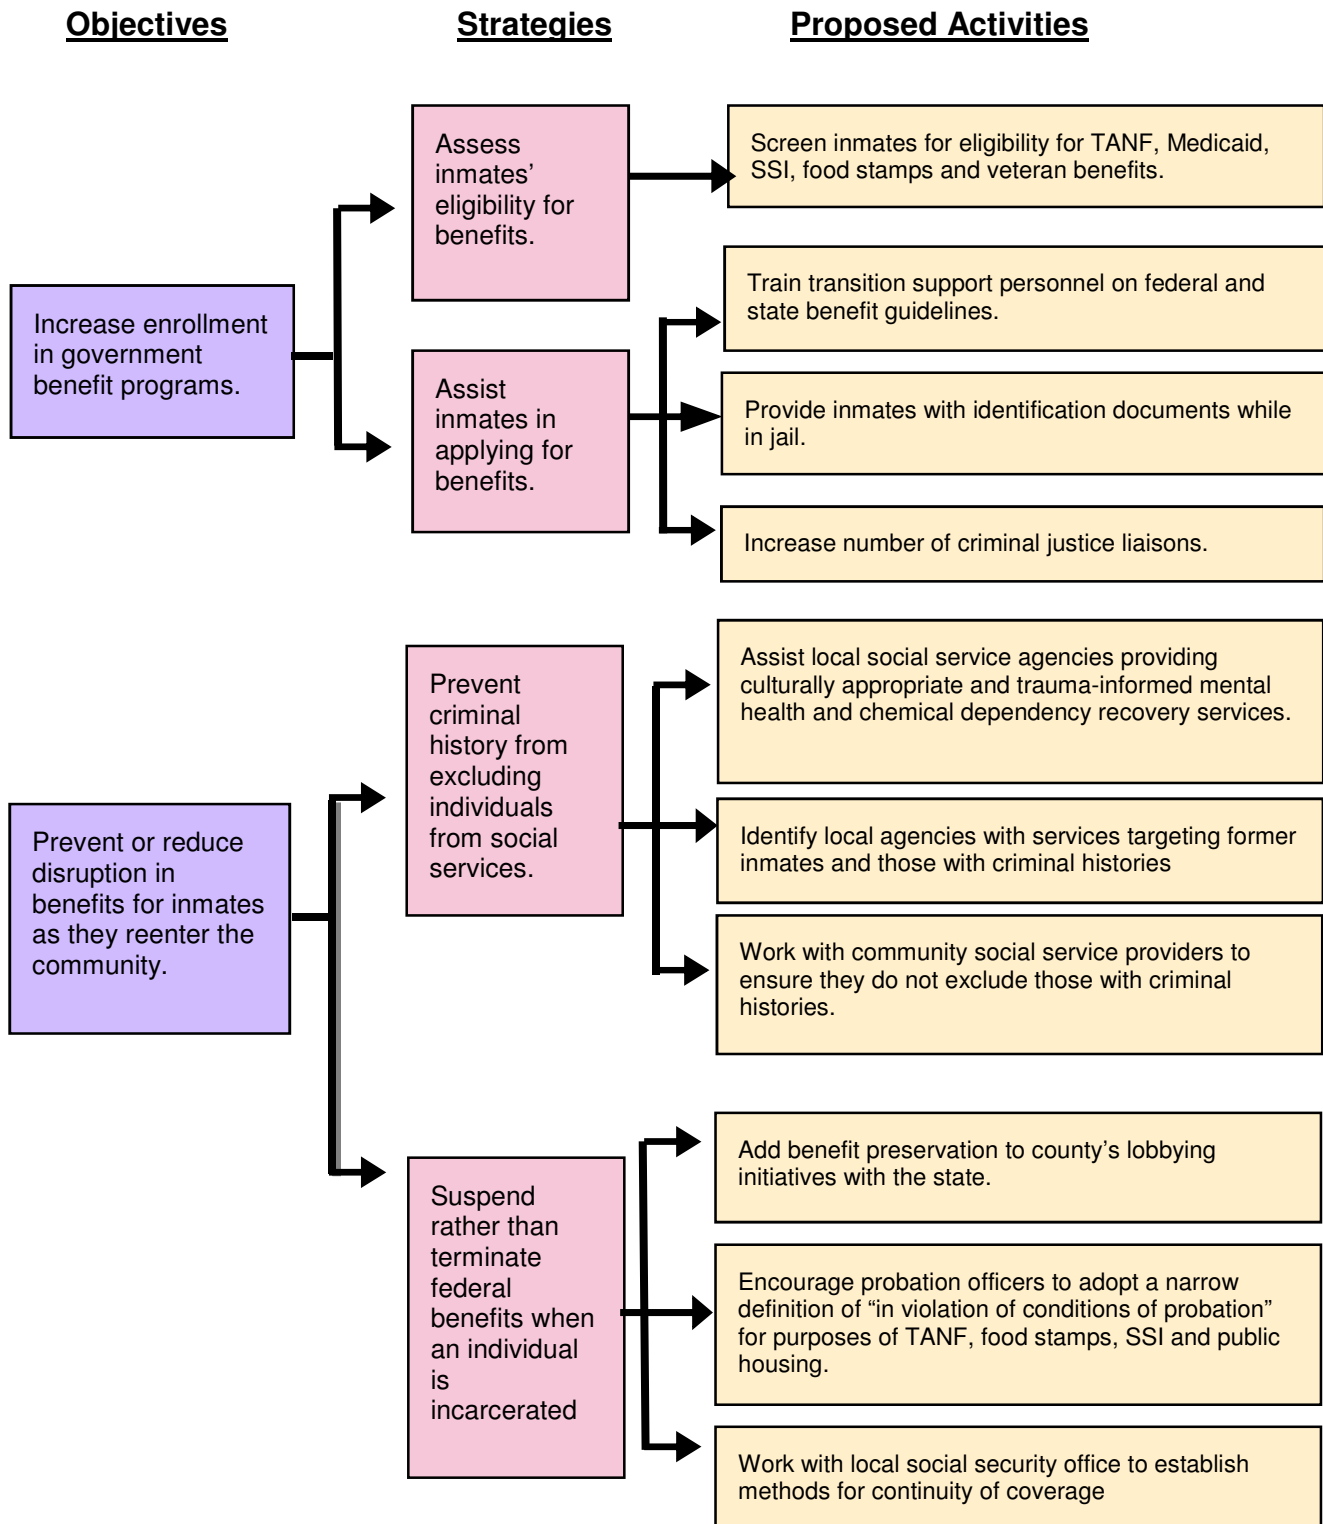 Objectives
Strategies
Proposed Activities
Increase enrollment
in government
benefit programs.
Assess
inmates’
eligibility for
benefits.
Screen inmates for eligibility for TANF, Medicaid,
SSI, food stamps and veteran benefits.
Assist
inmates in
applying for
benefits.
Train transition support personnel on federal and
state benefit guidelines.
Provide inmates with identification documents while
in jail.
Increase number of criminal justice liaisons.
Prevent or reduce
disruption in
benefits for inmates
as they reenter the
community.
Prevent
criminal
history from
excluding
individuals
from social
services.
Assist local social service agencies providing
culturally appropriate and trauma-informed mental
health and chemical dependency recovery services.
Identify local agencies with services targeting former
inmates and those with criminal histories
Work with community social service providers to
ensure they do not exclude those with criminal
histories.
Suspend
rather than
terminate
federal
benefits when
an individual
is
incarcerated
Add benefit preservation to county’s lobbying
initiatives with the state.
Encourage probation officers to adopt a narrow
definition of “in violation of conditions of probation”
for purposes of TANF, food stamps, SSI and public
housing.
Work with local social security office to establish
methods for continuity of coverage